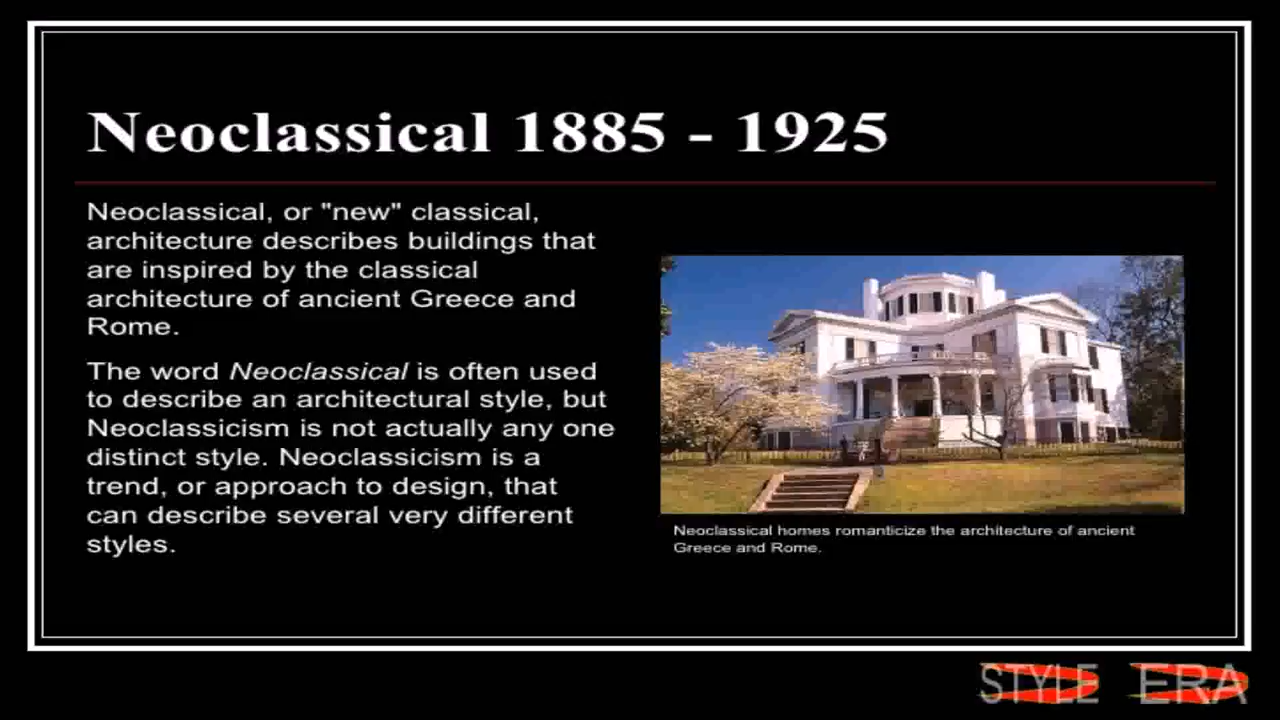 Neoclassical 1885 - 1925
Neoclassical, or "new" classical,
architecture describes buildings that
are inspired by the classical
architecture of ancient Greece and
Rome.
The word Neoclassical is often used
to describe an architectural style, but
Neoclassicism is not actually any one
distinct style. Neoclassicism is a
trend, or approach to design, that
can describe several very different
styles.
Neoclassical homes romanticize the architecture of ancient
Greece and Rome.
STYLE ERA